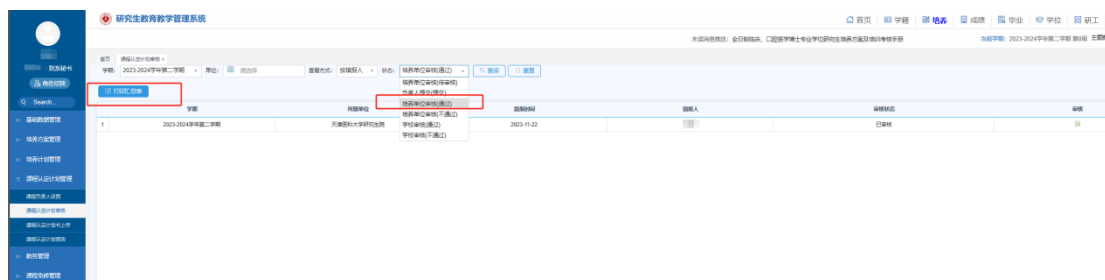 研究生教育教学管理系统
首页 学籍 培养 成绩 毕业 学位 研工
未读消息推送：全日制临床、口腔医学博士专业学位研究生培养方案及培训考核手册 当前学期：2023-2024学年第二学期 第8周 主题
院系秘书
角色切换
Search...
首页 课程认定计划审核 ×
学期： 2023-2024学年第二学期 单位： 请选择 查看方式： 按填报人 状态： 培养单位审核(通过) 查询 重置
打印汇总表
培养单位审核(待审核)
负责人提交(提交)
培养单位审核(通过)
培养单位审核(不通过)
学校审核(通过)
学校审核(不通过)
学期 所属单位 填报时间 填报人 审核状态 审核
1 2023-2024学年第二学期 天津医科大学研究生院 2023-11-22 已审核
基础数据管理
培养方案管理
培养计划管理
课程认定计划管理
课程负责人设置
课程认定计划审核
课程认定计划书上传
课程认定计划查询
教务管理
课程免修管理